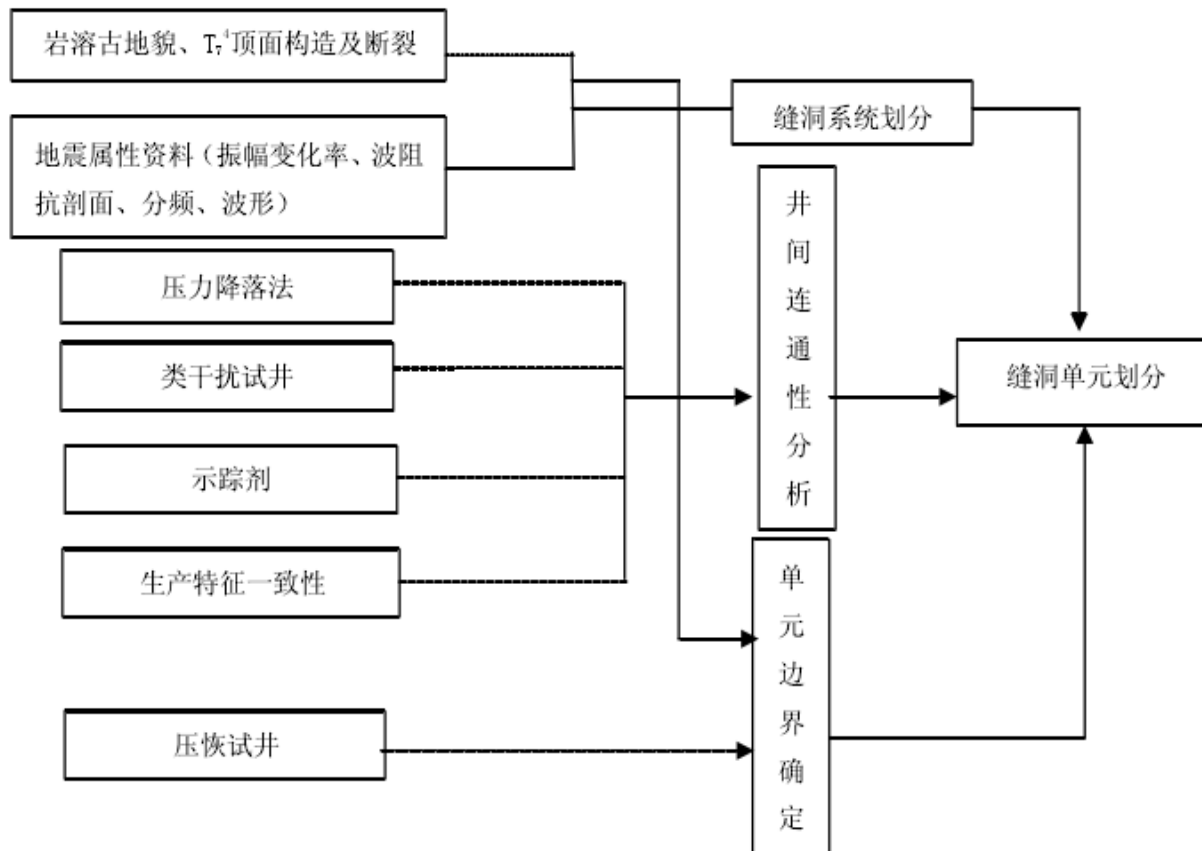 岩溶古地貌、T₇⁴顶面构造及断裂
缝洞系统划分
地震属性资料（振幅变化率、波阻
抗剖面、分频、波形）
井间连通性分析
压力降落法
类干扰试井
缝洞单元划分
示踪剂
生产特征一致性
单元边界确定
压恢试井